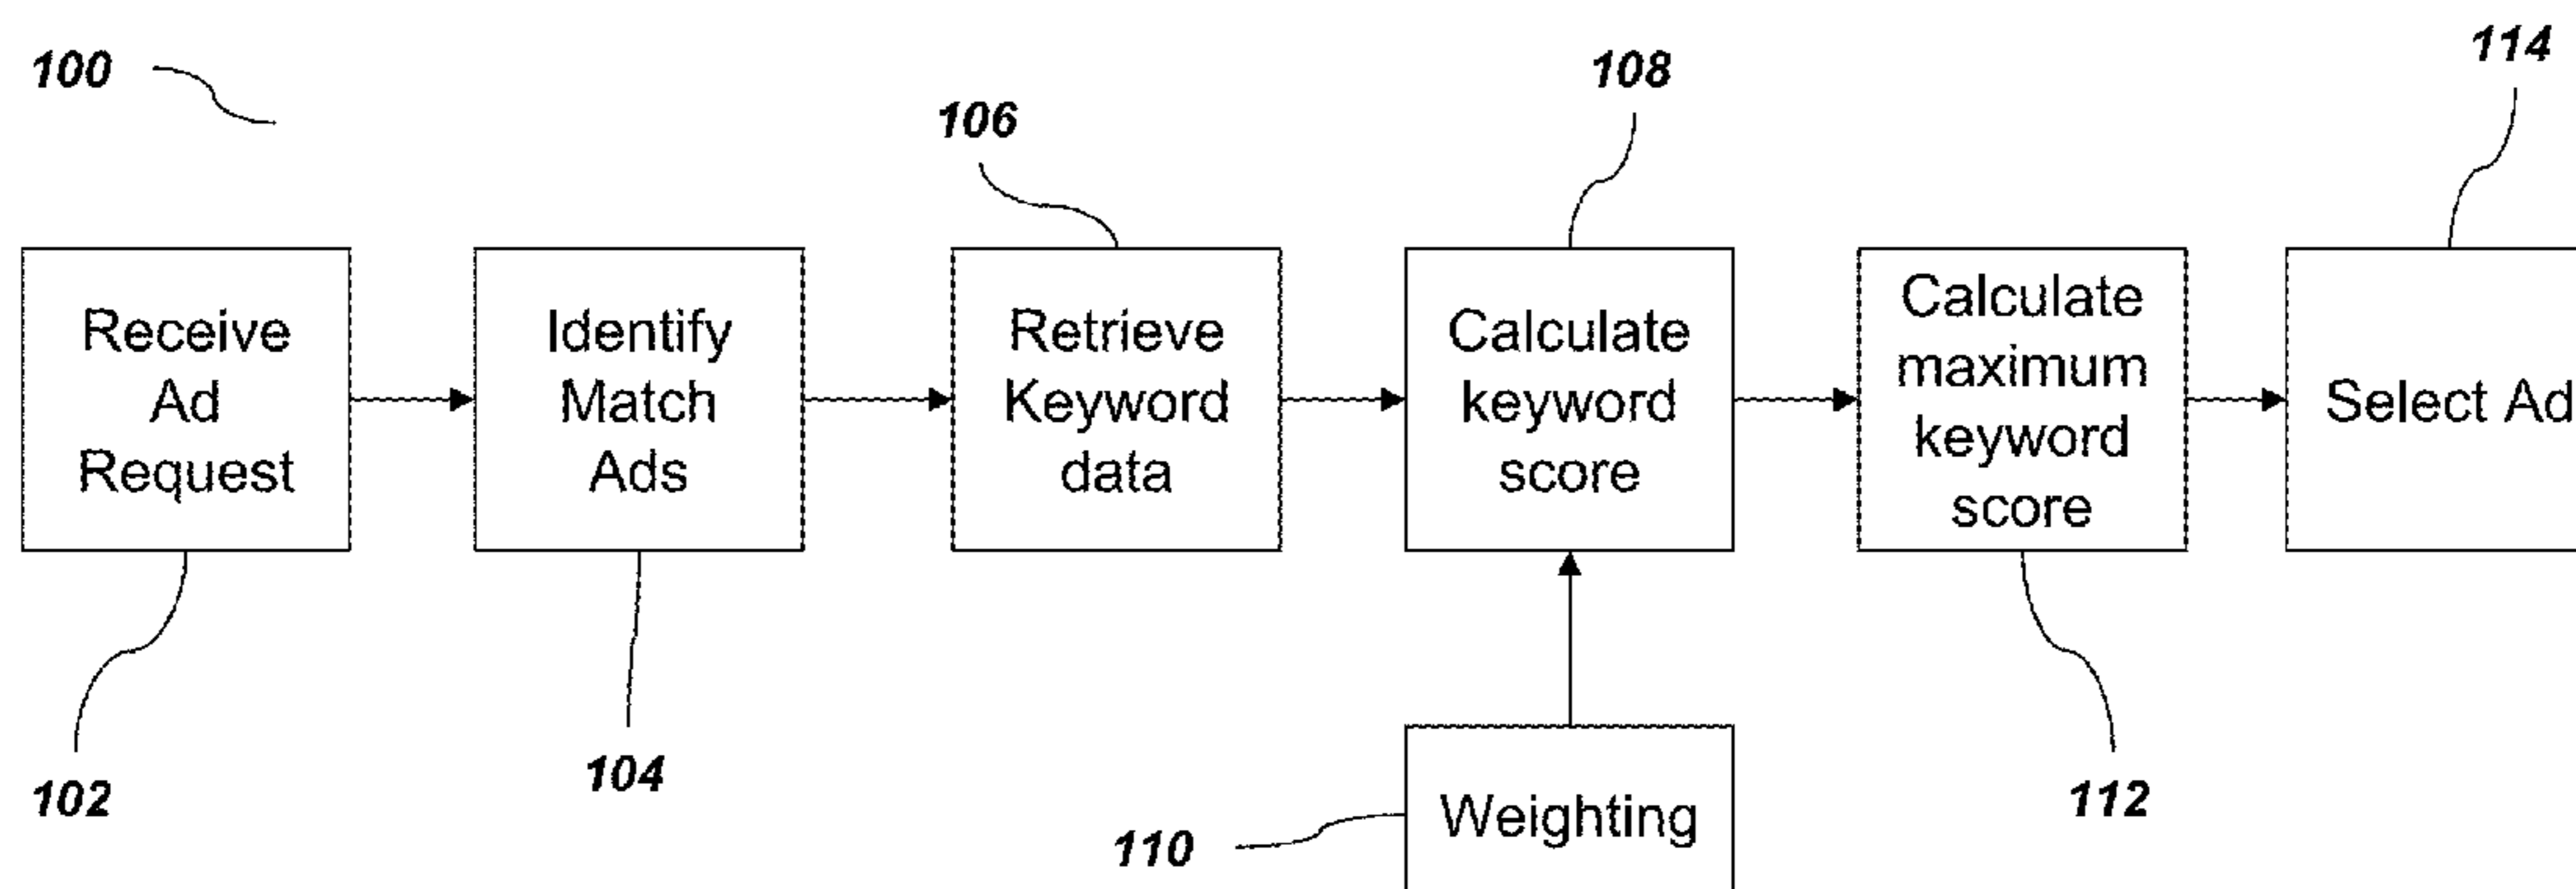 100
106
108
114
Receive
Ad
Request
Identify
Match
Ads
Retrieve
Keyword
data
Calculate
keyword
score
Calculate
maximum
keyword
score
Select Ad
102
104
110
Weighting
112